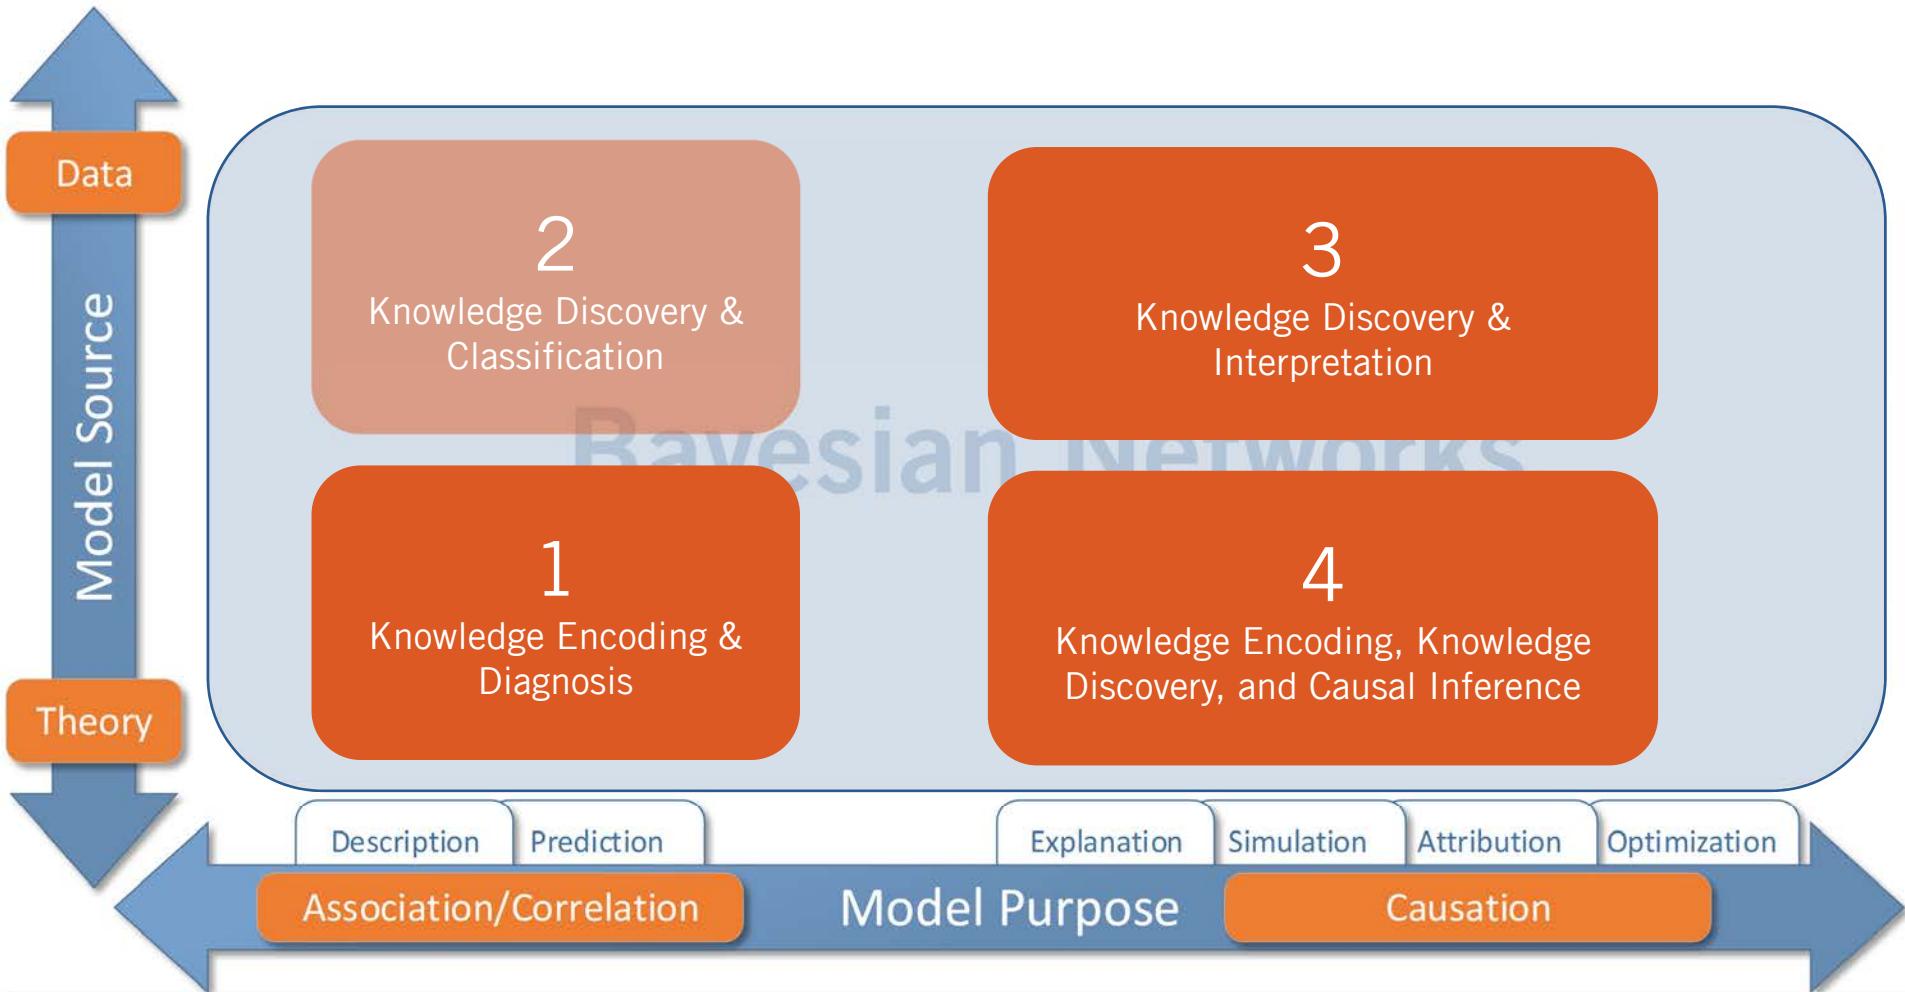 Data
Model Source
Theory
2
Knowledge Discovery &
Classification
3
Knowledge Discovery &
Interpretation
Bayesian Networks
1
Knowledge Encoding &
Diagnosis
4
Knowledge Encoding, Knowledge
Discovery, and Causal Inference
Description
Prediction
Explanation
Simulation
Attribution
Optimization
Association/Correlation
Model Purpose
Causation